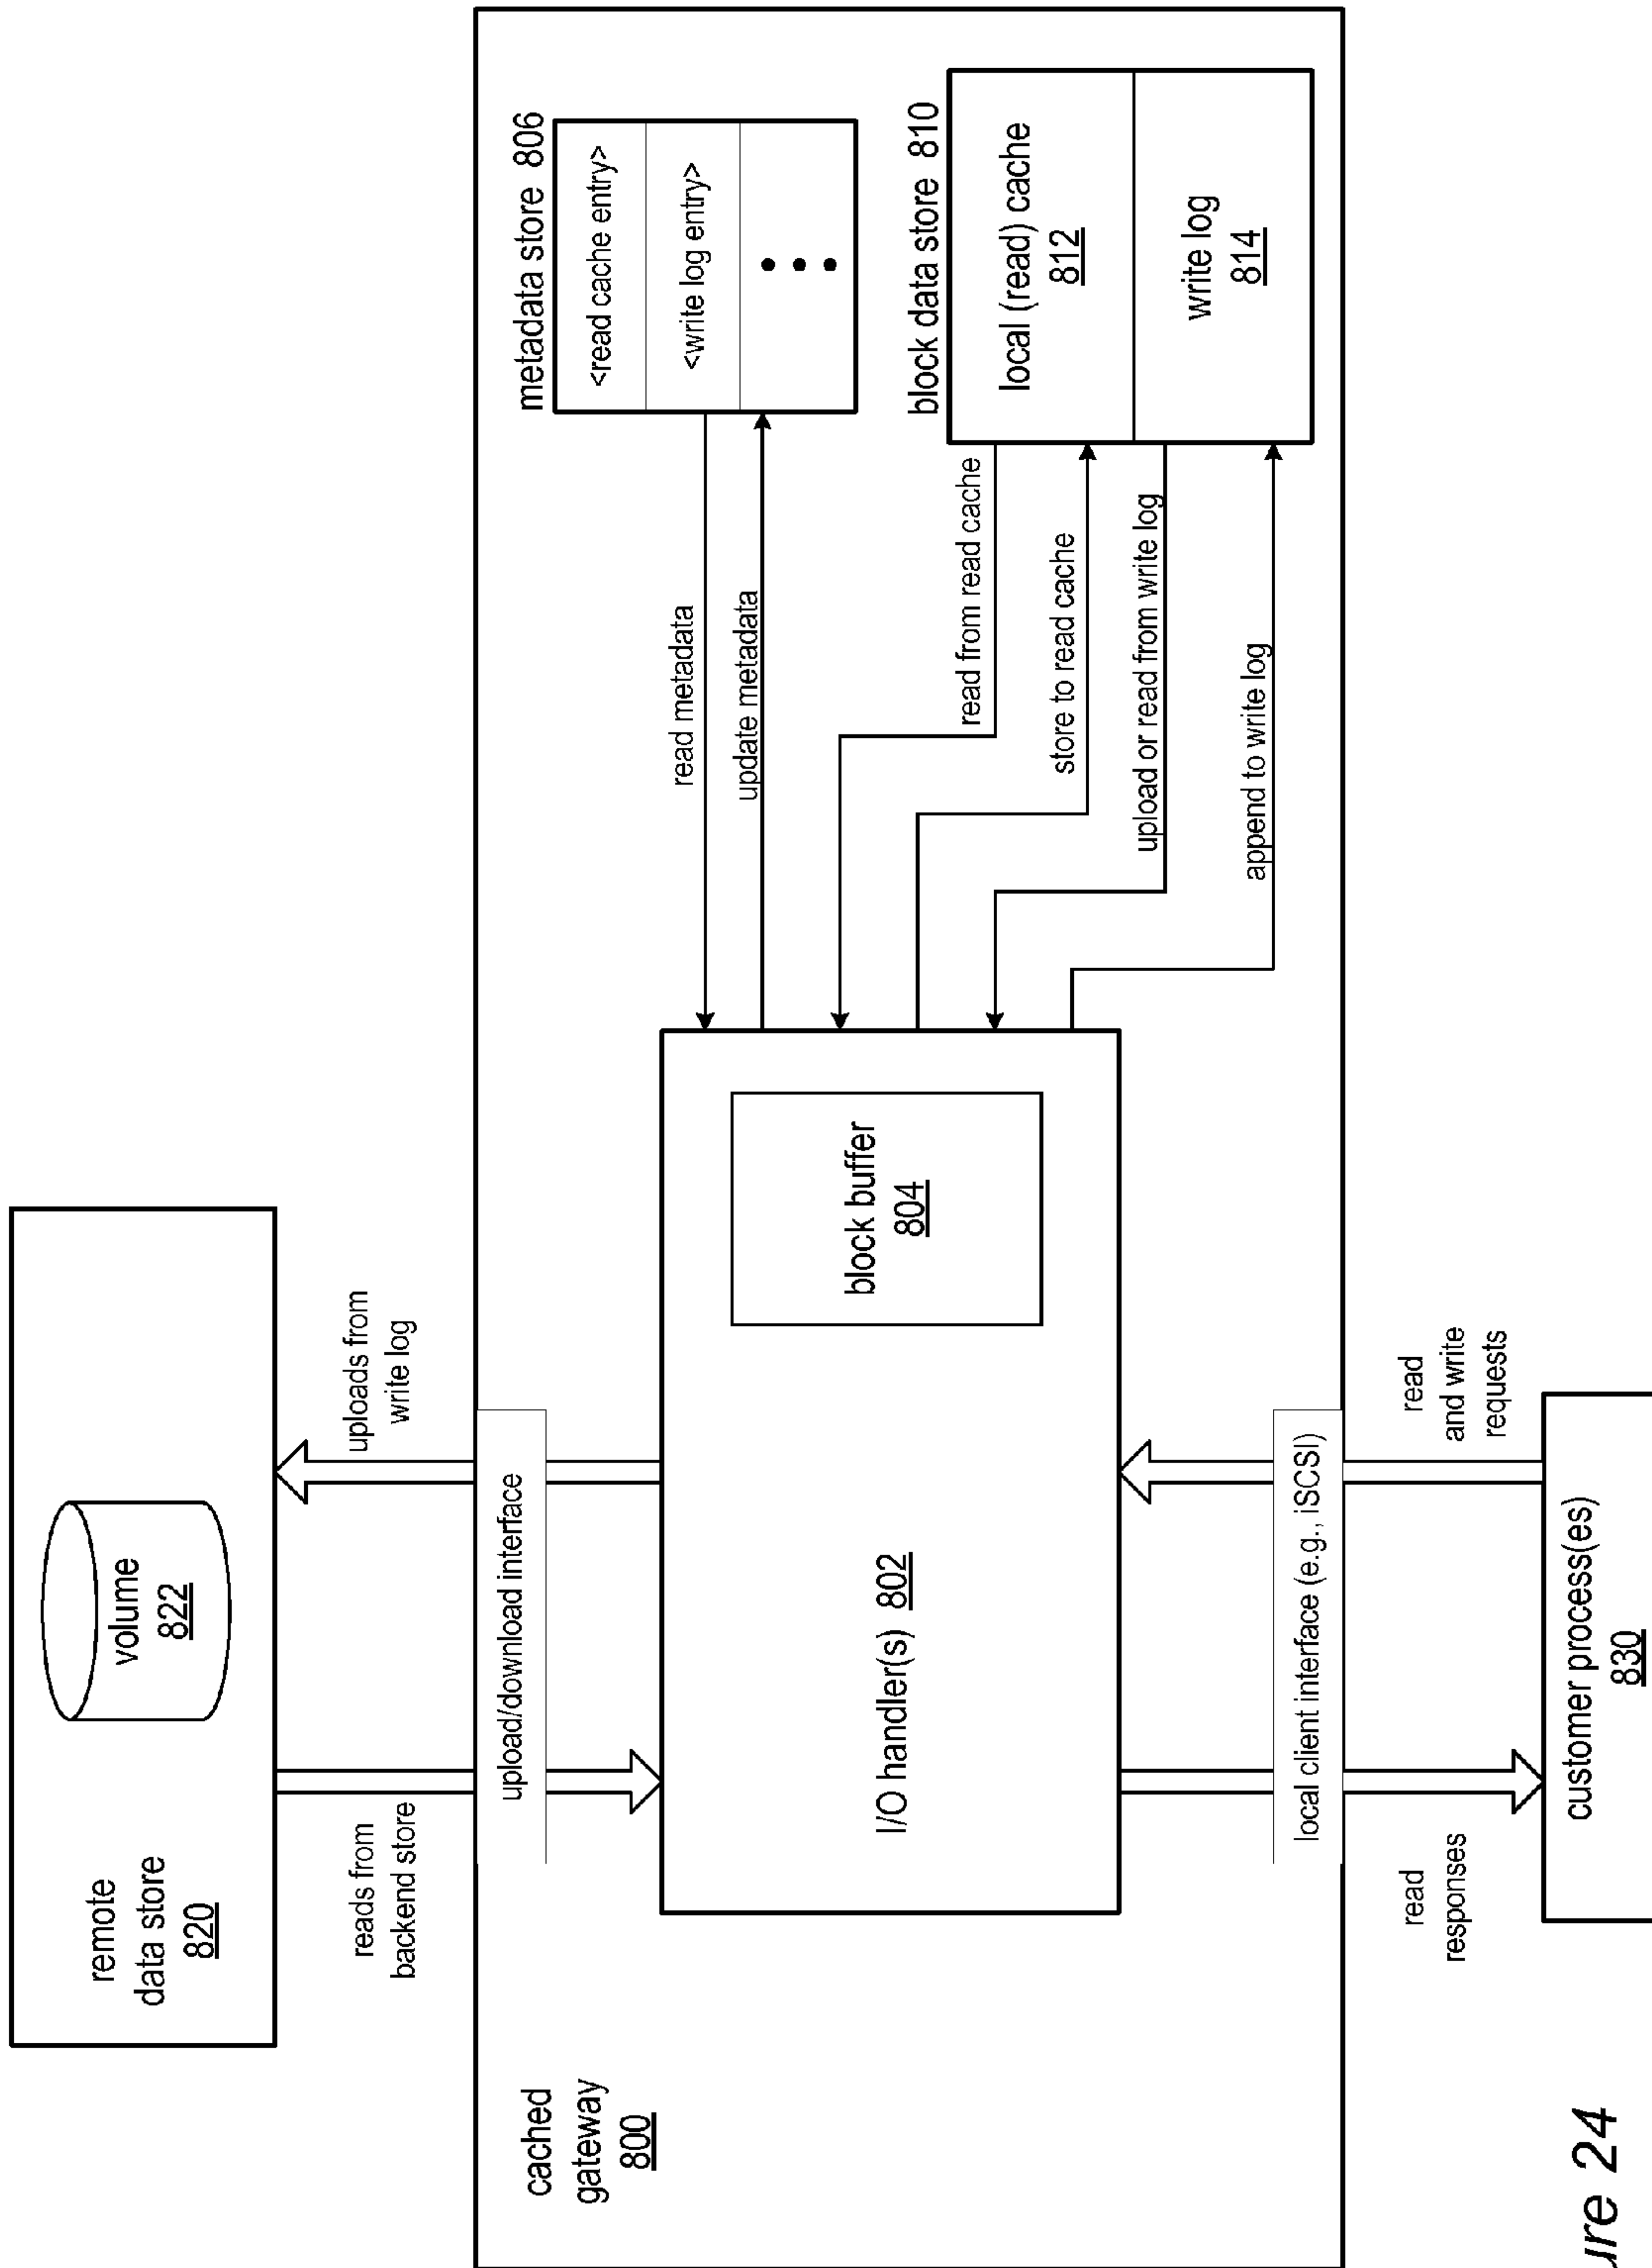 remote
data store
820
volume
822
reads from
backend store
uploads from
write log
cached
gateway
800
upload/download interface
I/O handler(s) 802
block buffer
804
read metadata
update metadata
metadata store 806
<read cache entry>
<write log entry>
read from read cache
store to read cache
upload or read from write log
append to write log
block data store 810
local (read) cache
812
write log
814
local client interface (e.g., iSCSI)
read
responses
read
and write
requests
customer process(es)
830
ure 24